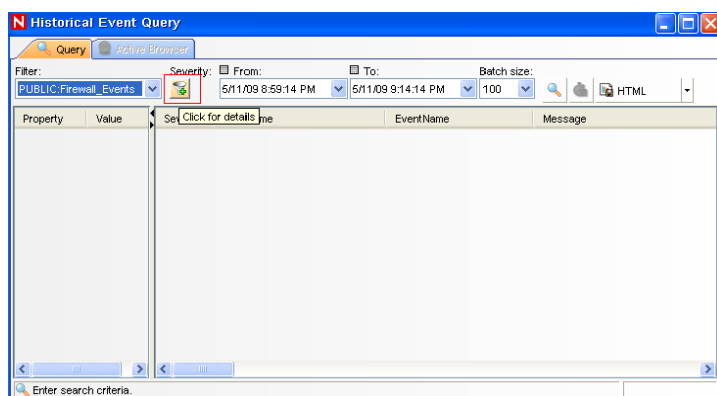 N Historical Event Query
Query Active Browser
Filter: Severity: From: To: Batch size:
PUBLIC:Firewall_Events 5/11/09 8:59:14 PM 5/11/09 9:14:14 PM 100 HTML
Click for details
Property Value Sev me EventName Message
Enter search criteria.